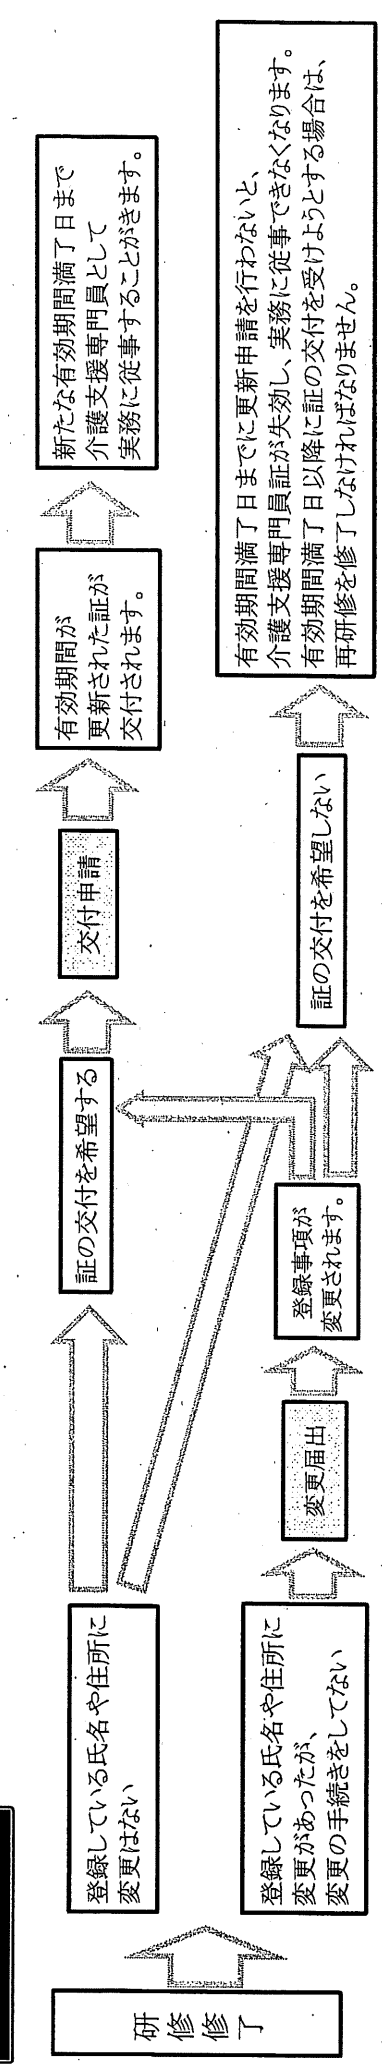 研修修了
登録している氏名や住所に
変更はない
証の交付を希望する
交付申請
有効期間が
更新された証が
交付されます。
新たな有効期間満了日まで
介護支援専門員として
実務に従事することがきます。
登録している氏名や住所に
変更があったが、
変更の手続きをしてない
変更届出
登録事項が
変更されます。
証の交付を希望しない
有効期間満了日までに更新申請を行わないと、
介護支援専門員証が失効し、実務に従事できなくなります。
有効期間満了日以降に証の交付を受けようとする場合は、
再研修を修了しなければなりません。